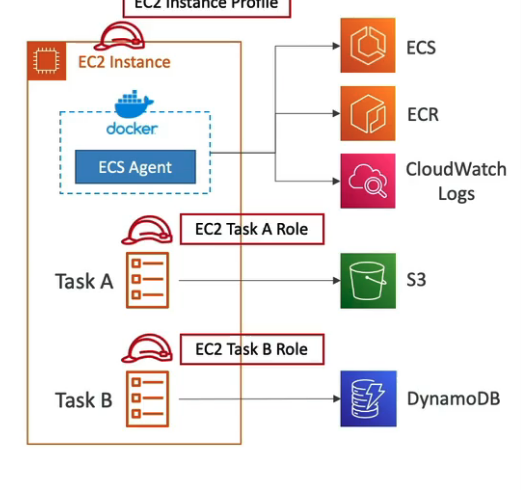 EC2 Instance Profile
EC2 Instance
docker
ECS Agent
ECS
ECR
CloudWatch
Logs
EC2 Task A Role
Task A
S3
EC2 Task B Role
Task B
DynamoDB